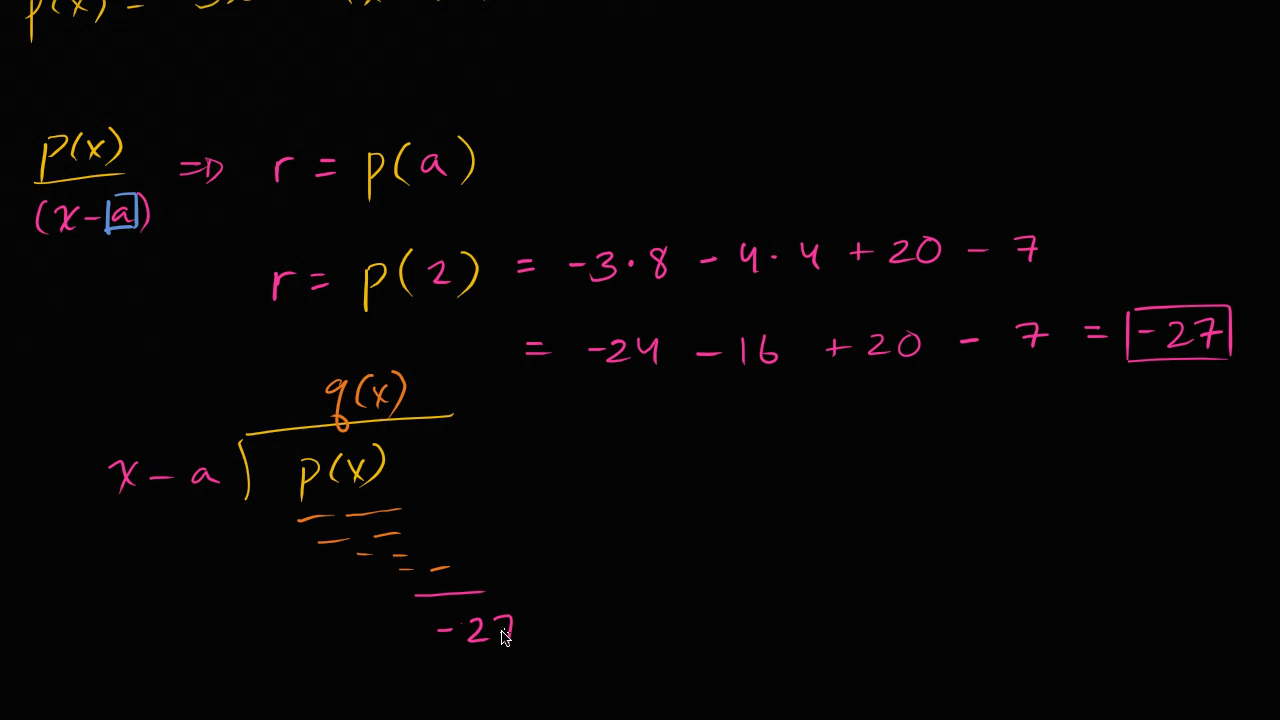 p(x) =
p(x)
(x-a)
⇒ r = p(a)
r = p(2) = -3·8 - 4·4 + 20 - 7
= -24 - 16 + 20 - 7 = -27
q(x)
x - a p(x)
-27